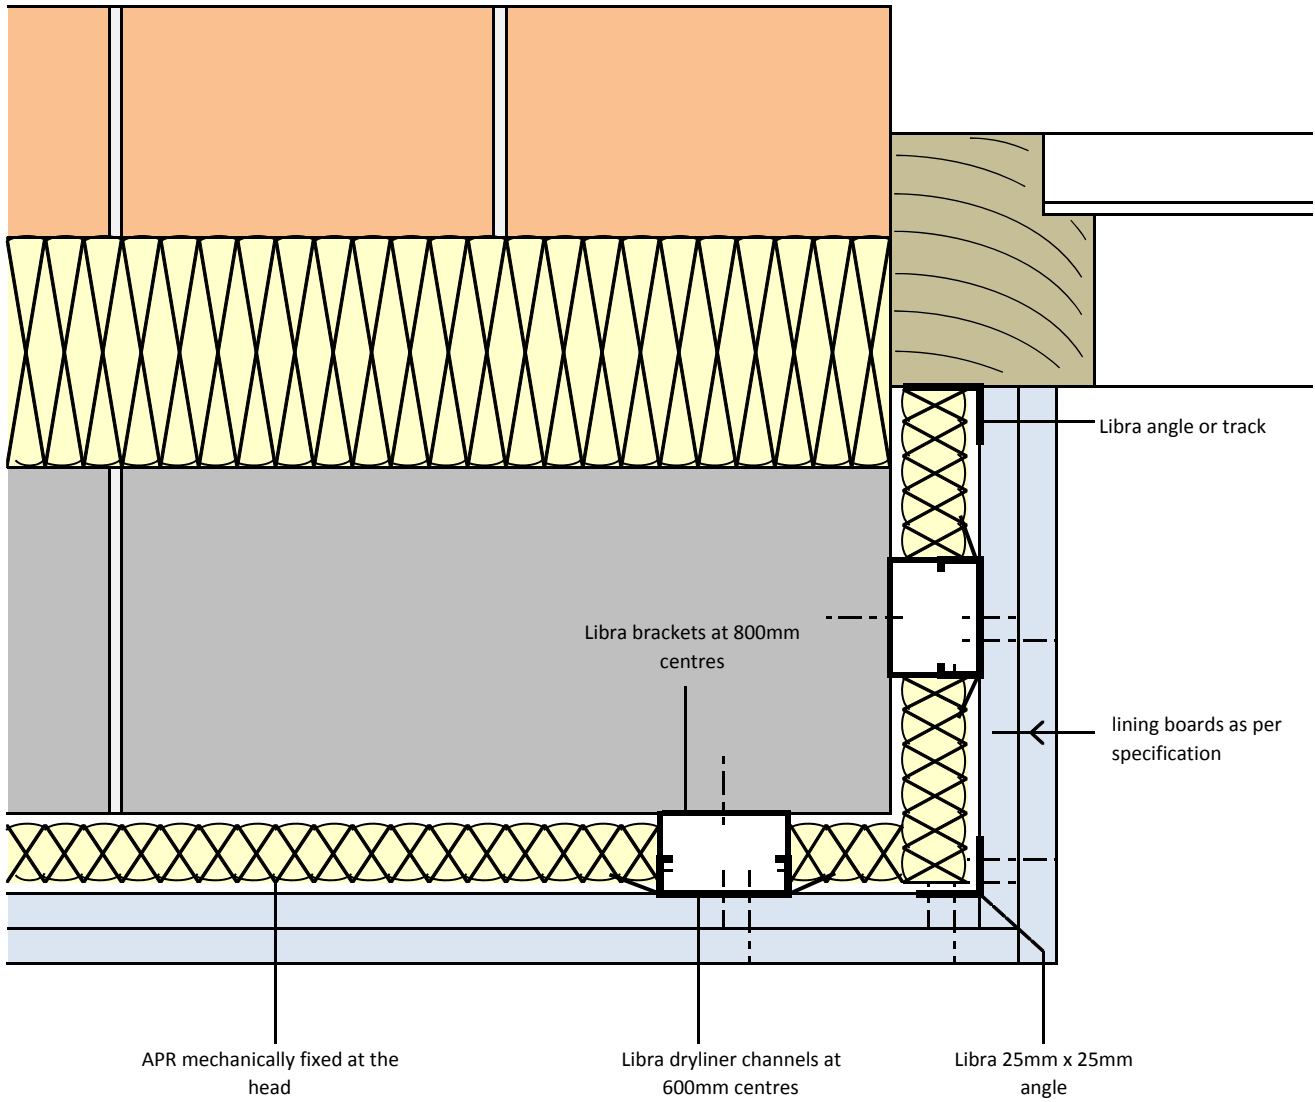 Libra angle or track
Libra brackets at 800mm
centres
lining boards as per
specification
APR mechanically fixed at the
head
Libra dryliner channels at
600mm centres
Libra 25mm x 25mm
angle